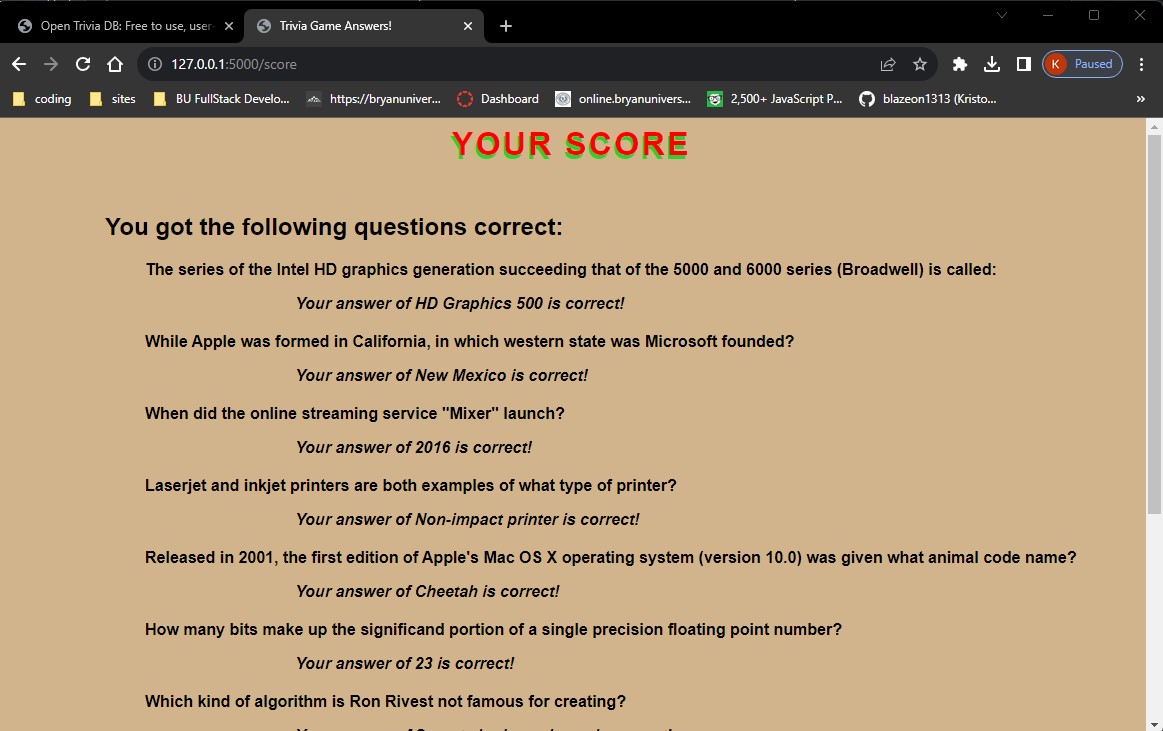 Open Trivia DB: Free to use, user-
Trivia Game Answers!
127.0.0.1:5000/score
K Paused
coding
sites
BU FullStack Develo...
https://bryanuniver...
Dashboard
online.bryanunivers...
2,500+ JavaScript P...
blazeon1313 (Kristo...
»
YOUR SCORE
You got the following questions correct:
The series of the Intel HD graphics generation succeeding that of the 5000 and 6000 series (Broadwell) is called:
Your answer of HD Graphics 500 is correct!
While Apple was formed in California, in which western state was Microsoft founded?
Your answer of New Mexico is correct!
When did the online streaming service "Mixer" launch?
Your answer of 2016 is correct!
Laserjet and inkjet printers are both examples of what type of printer?
Your answer of Non-impact printer is correct!
Released in 2001, the first edition of Apple's Mac OS X operating system (version 10.0) was given what animal code name?
Your answer of Cheetah is correct!
How many bits make up the significand portion of a single precision floating point number?
Your answer of 23 is correct!
Which kind of algorithm is Ron Rivest not famous for creating?